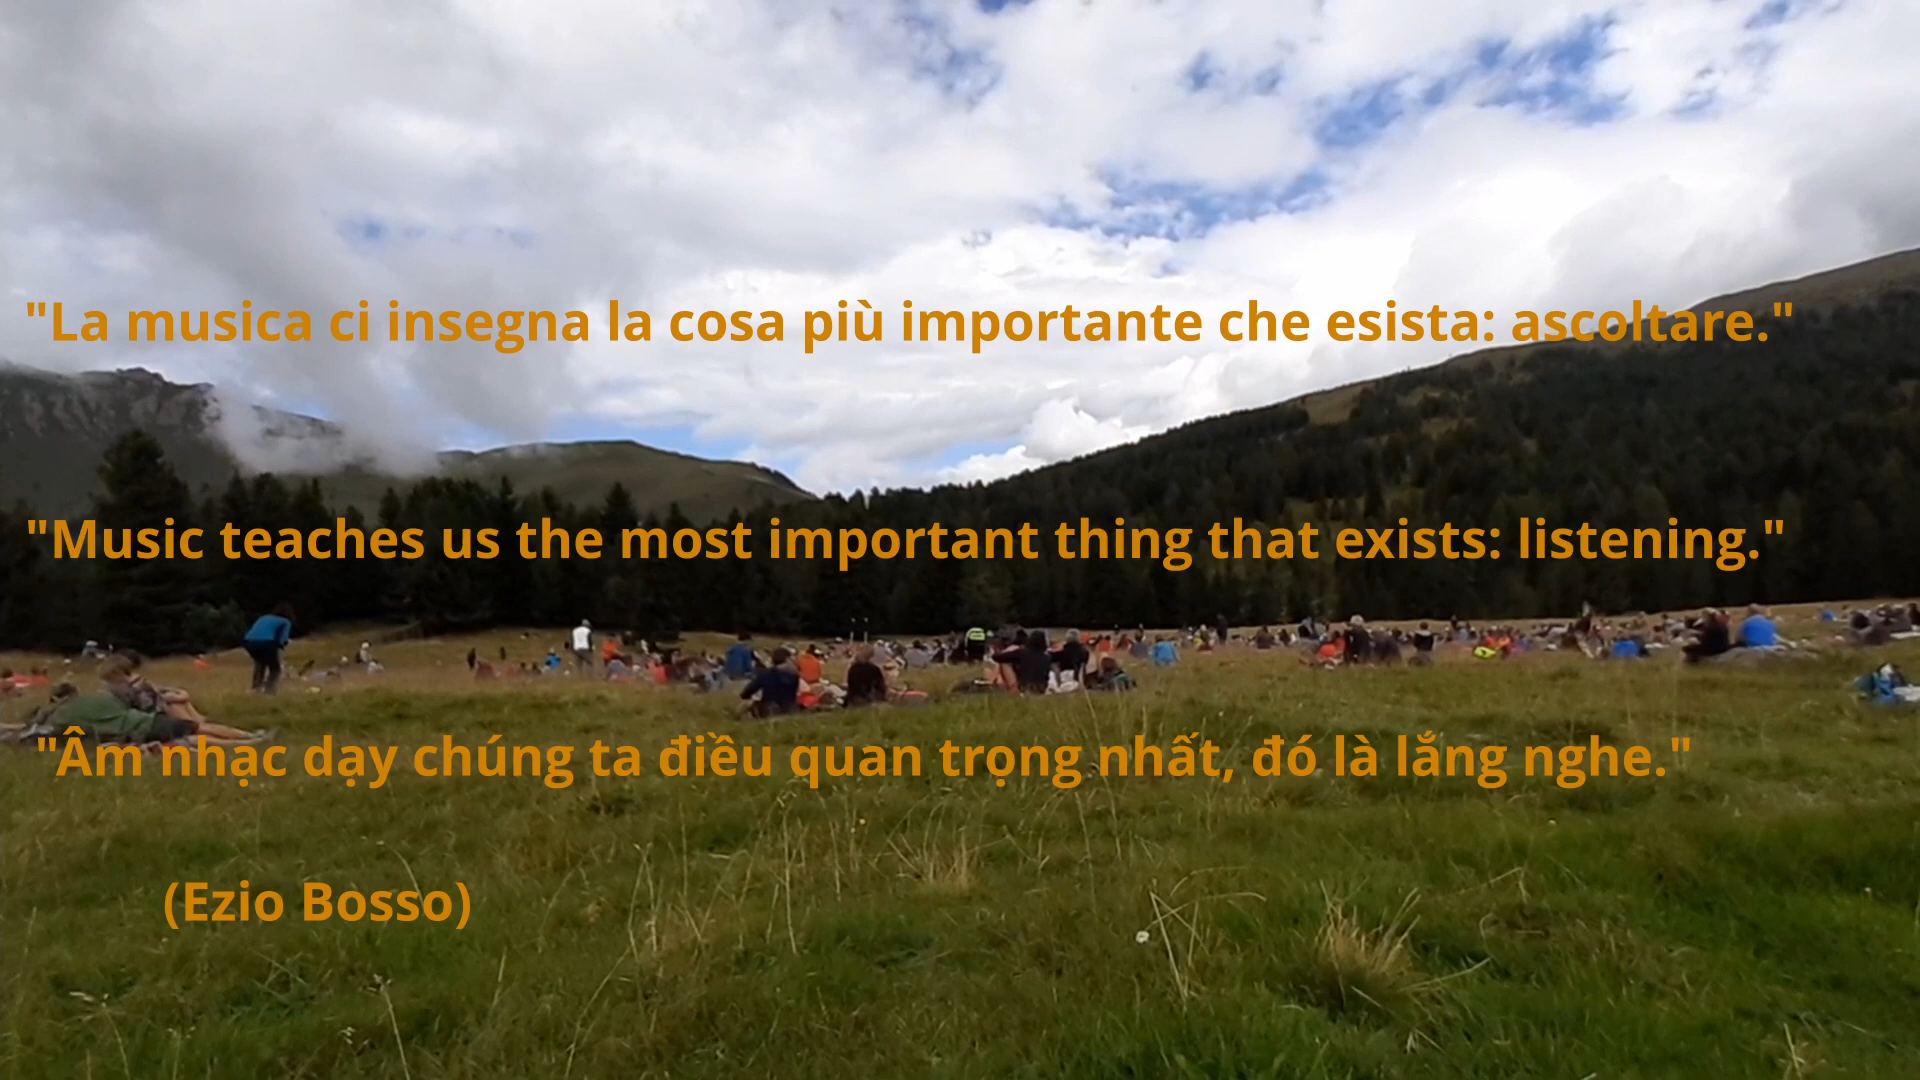 "La musica ci insegna la cosa più importante che esista: ascoltare."
"Music teaches us the most important thing that exists: listening."
"Âm nhạc dạy chúng ta điều quan trọng nhất, đó là lắng nghe."
(Ezio Bosso)